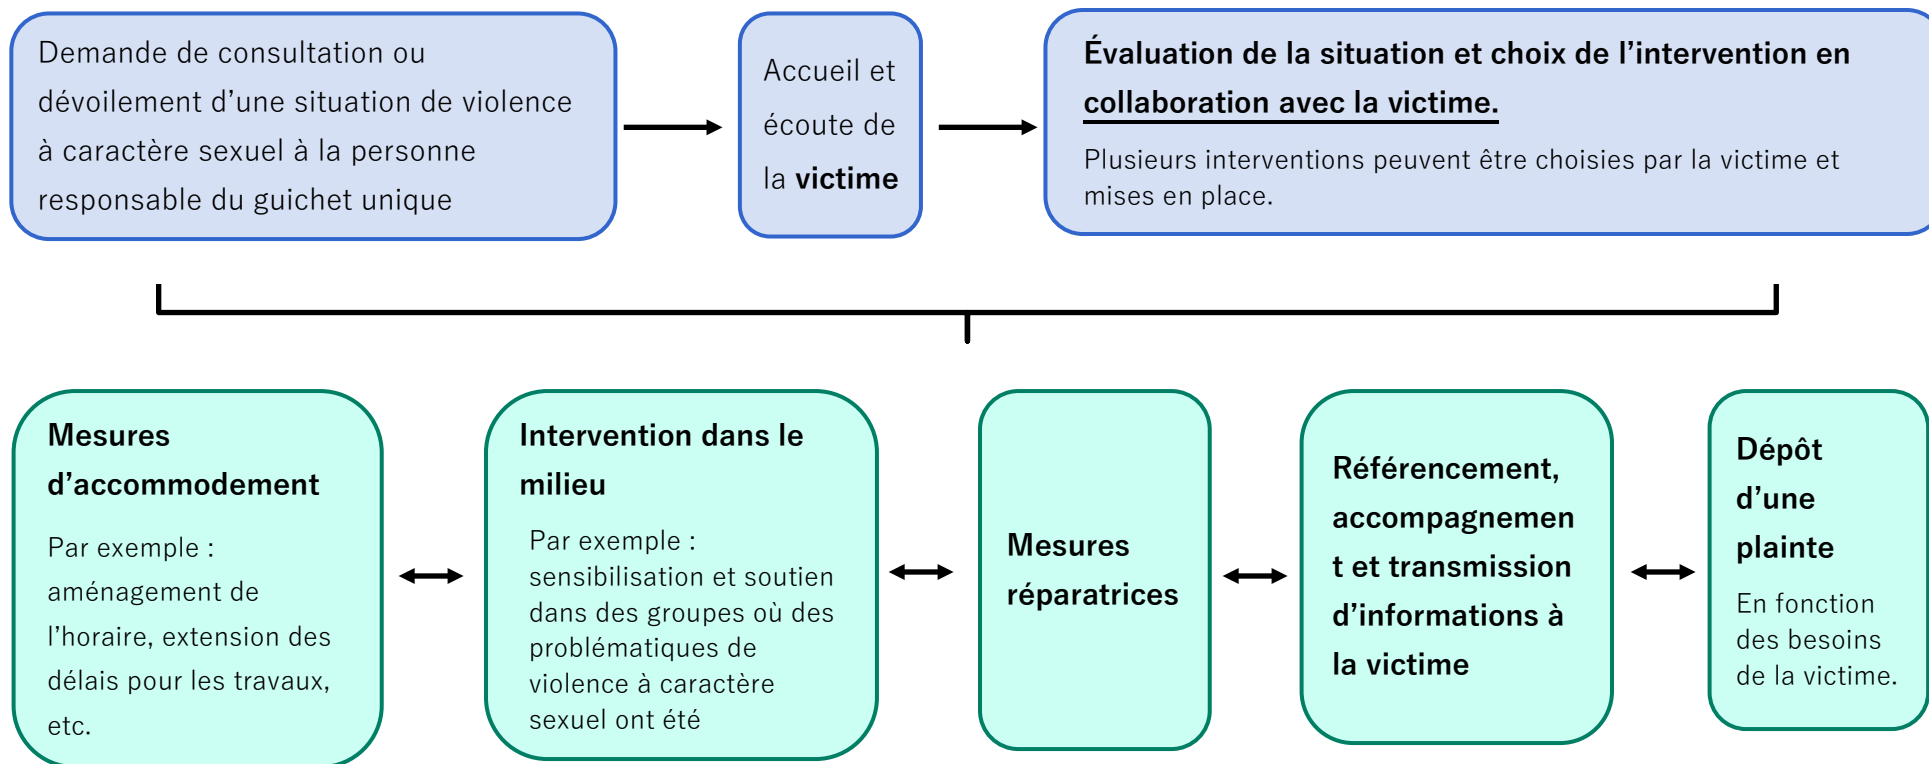 Demande de consultation ou
dévoilement d'une situation de violence
à caractère sexuel à la personne
responsable du guichet unique
Accueil et
écoute de
la victime
Évaluation de la situation et choix de l'intervention en
collaboration avec la victime.
Plusieurs interventions peuvent être choisies par la victime et
mises en place.
Mesures
d'accommodement
Par exemple :
aménagement de
l'horaire, extension des
délais pour les travaux,
etc.
Intervention dans le
milieu
Par exemple :
sensibilisation et soutien
dans des groupes où des
problématiques de
violence à caractère
sexuel ont été
Mesures
réparatrices
Référencement,
accompagnemen
t et transmission
d'informations à
la victime
Dépôt
d'une
plainte
En fonction
des besoins
de la victime.